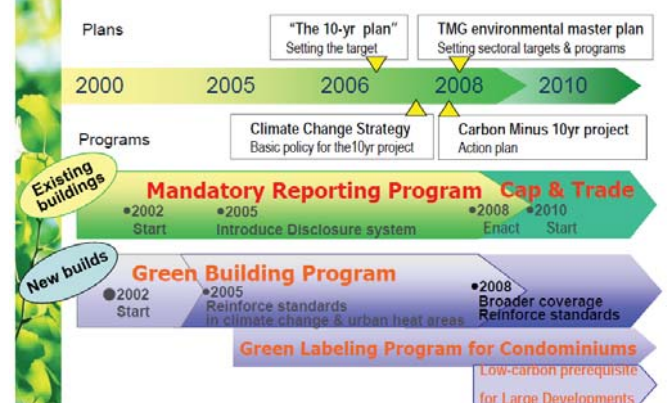 Plans
“The 10-yr plan”
Setting the target
TMG environmental master plan
Setting sectoral targets & programs
2000 2005 2006 2008 2010
Programs
Climate Change Strategy
Basic policy for the10yr project
Carbon Minus 10yr project
Action plan
Existing
buildings
Mandatory Reporting Program Cap & Trade
•2002 •2005 •2008 •2010
Start Introduce Disclosure system Enact Start
New builds
Green Building Program
•2002
Start
•2005
Reinforce standards
in climate change & urban heat areas
•2008
Broader coverage
Reinforce standards
Green Labeling Program for Condominiums
Low-carbon prerequisite
for Large Developments